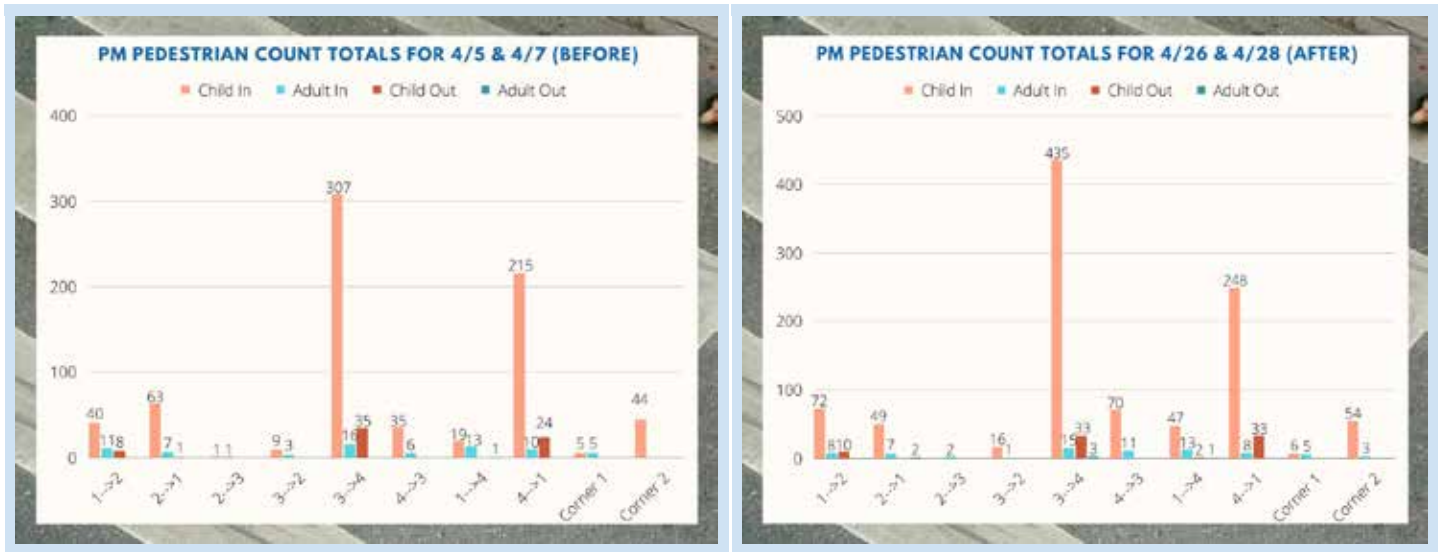 PM PEDESTRIAN COUNT TOTALS FOR 4/5 & 4/7 (BEFORE)
Child In Adult In Child Out Adult Out
400
300
200
100
0
40 11 8
63 7 1
1 1
9 3
307 16 35
35 6
19 13 1
215 10 24
5 5
44
1-->2 2-->1 2-->3 3-->2 3-->4 4-->3 1-->4 4-->1 Corner 1 Corner 2
PM PEDESTRIAN COUNT TOTALS FOR 4/26 & 4/28 (AFTER)
Child In Adult In Child Out Adult Out
500
400
300
200
100
0
72 8 10
49 7 2
2
16 1
435 15 33 3
70 11
47 13 2 1
248 8 33
6 5
54 3
1-->2 2-->1 2-->3 3-->2 3-->4 4-->3 1-->4 4-->1 Corner 1 Corner 2